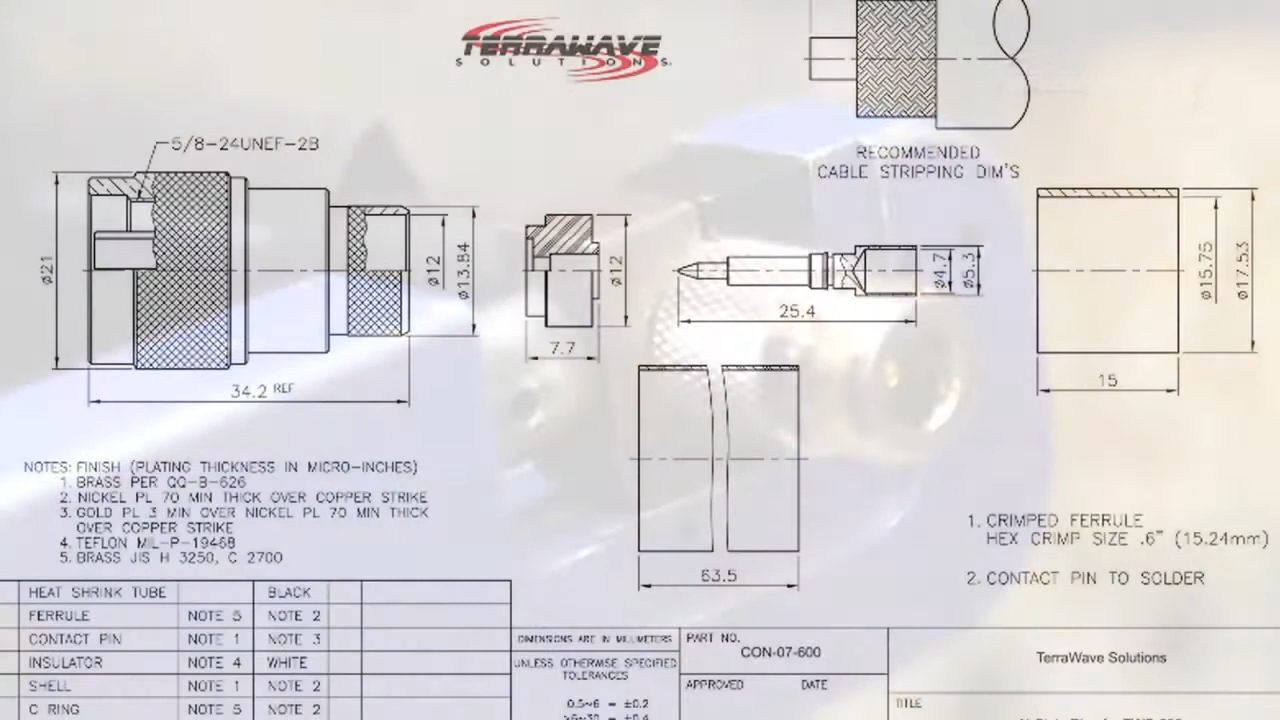 TERRAWAVE
SOLUTIONS
5/8-24UNEF-2B
RECOMMENDED
CABLE STRIPPING DIM'S
ø21
ø12
ø13.84
34.2 REF
ø12
7.7
25.4
ø4.7
ø5.3
ø15.75
ø17.53
15
63.5
NOTES: FINISH (PLATING THICKNESS IN MICRO-INCHES)
1. BRASS PER QQ-B-626
2. NICKEL PL 70 MIN THICK OVER COPPER STRIKE
3. GOLD PL 3 MIN OVER NICKEL PL 70 MIN THICK
OVER COPPER STRIKE
4. TEFLON MIL-P-19468
5. BRASS JIS H 3250, C 2700
1. CRIMPED FERRULE
HEX CRIMP SIZE .6" (15.24mm)
2. CONTACT PIN TO SOLDER
HEAT SHRINK TUBE BLACK
FERRULE NOTE 5 NOTE 2
CONTACT PIN NOTE 1 NOTE 3
INSULATOR NOTE 4 WHITE
SHELL NOTE 1 NOTE 2
C RING NOTE 5 NOTE 2
DIMENSIONS ARE IN MILLIMETERS
UNLESS OTHERWISE SPECIFIED
TOLERANCES
0.5~6 = ±0.2
>6~30 = ±0.4
PART NO.
CON-07-600
APPROVED DATE
TerraWave Solutions
TITLE